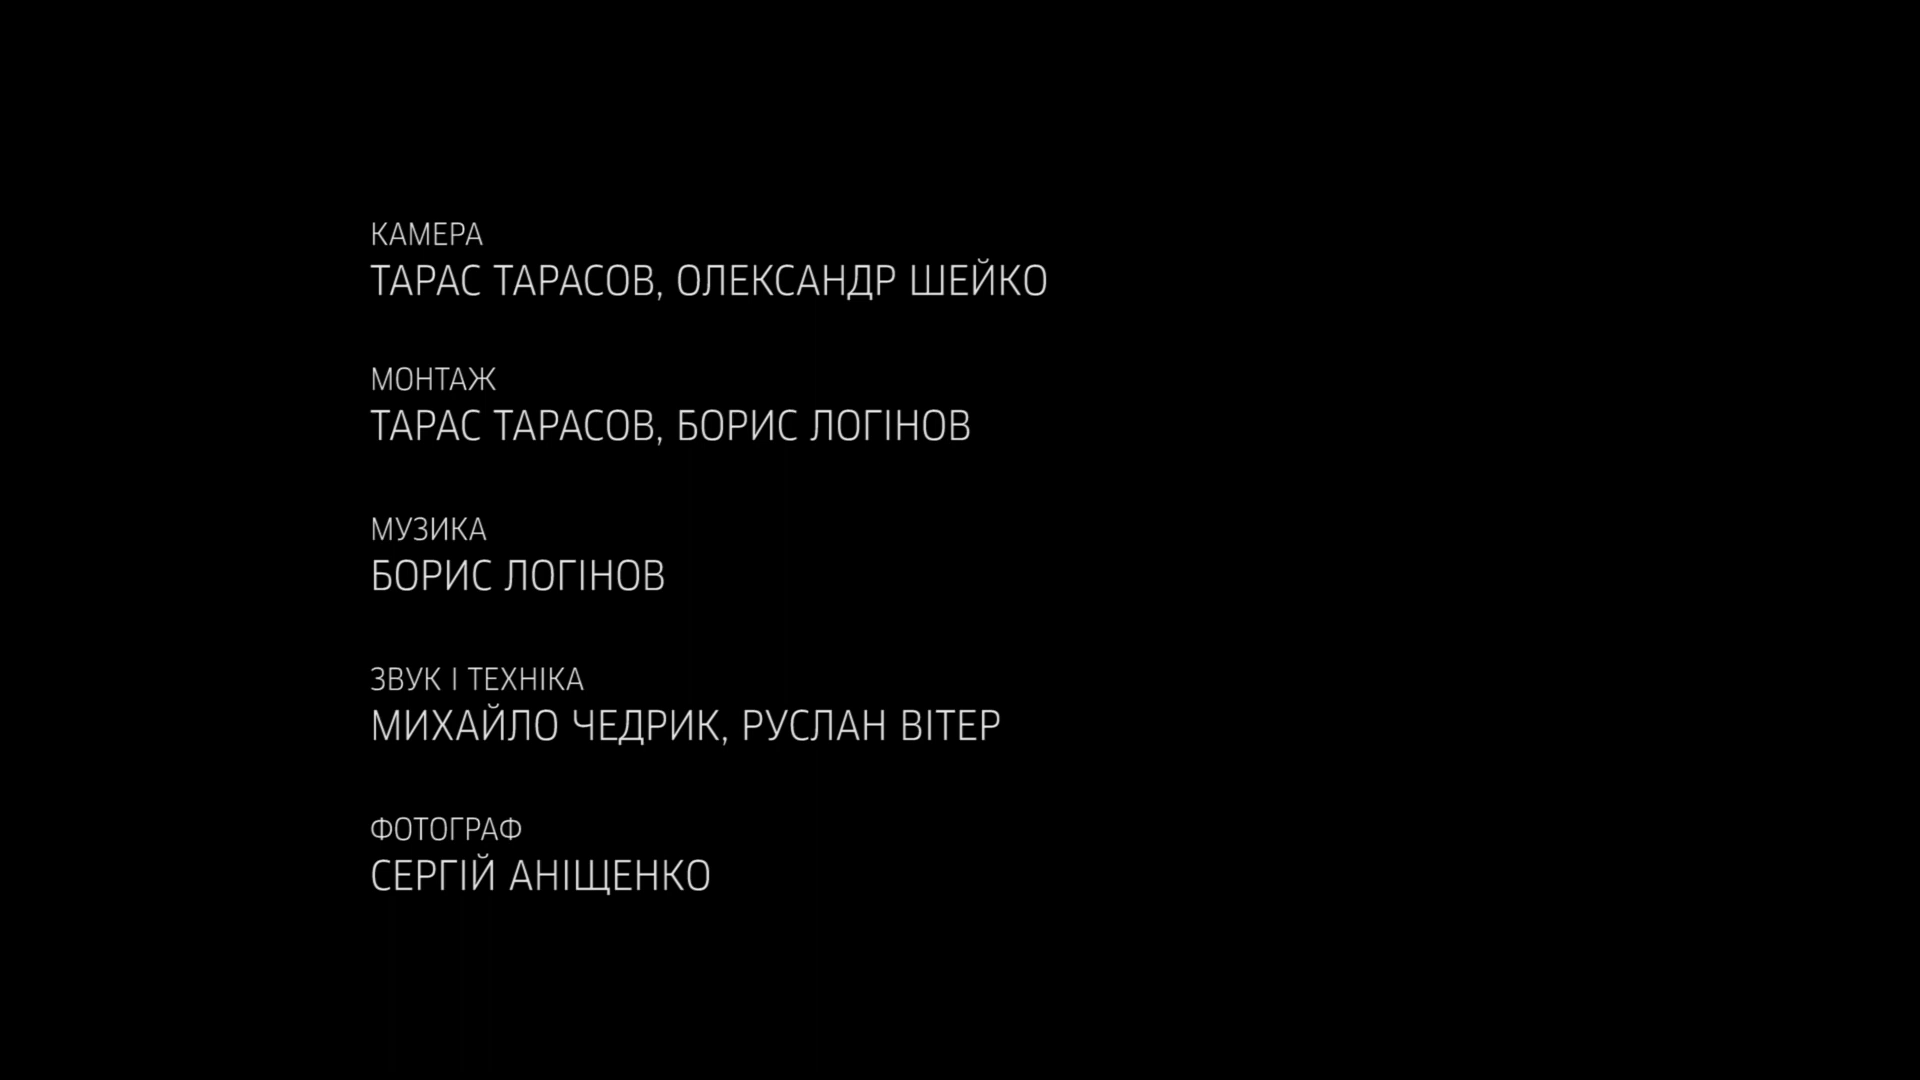 КАМЕРА
ТАРАС ТАРАСОВ, ОЛЕКСАНДР ШЕЙКО
МОНТАЖ
ТАРАС ТАРАСОВ, БОРИС ЛОГІНОВ
МУЗИКА
БОРИС ЛОГІНОВ
ЗВУК І ТЕХНІКА
МИХАЙЛО ЧЕДРИК, РУСЛАН ВІТЕР
ФОТОГРАФ
СЕРГІЙ АНІЩЕНКО